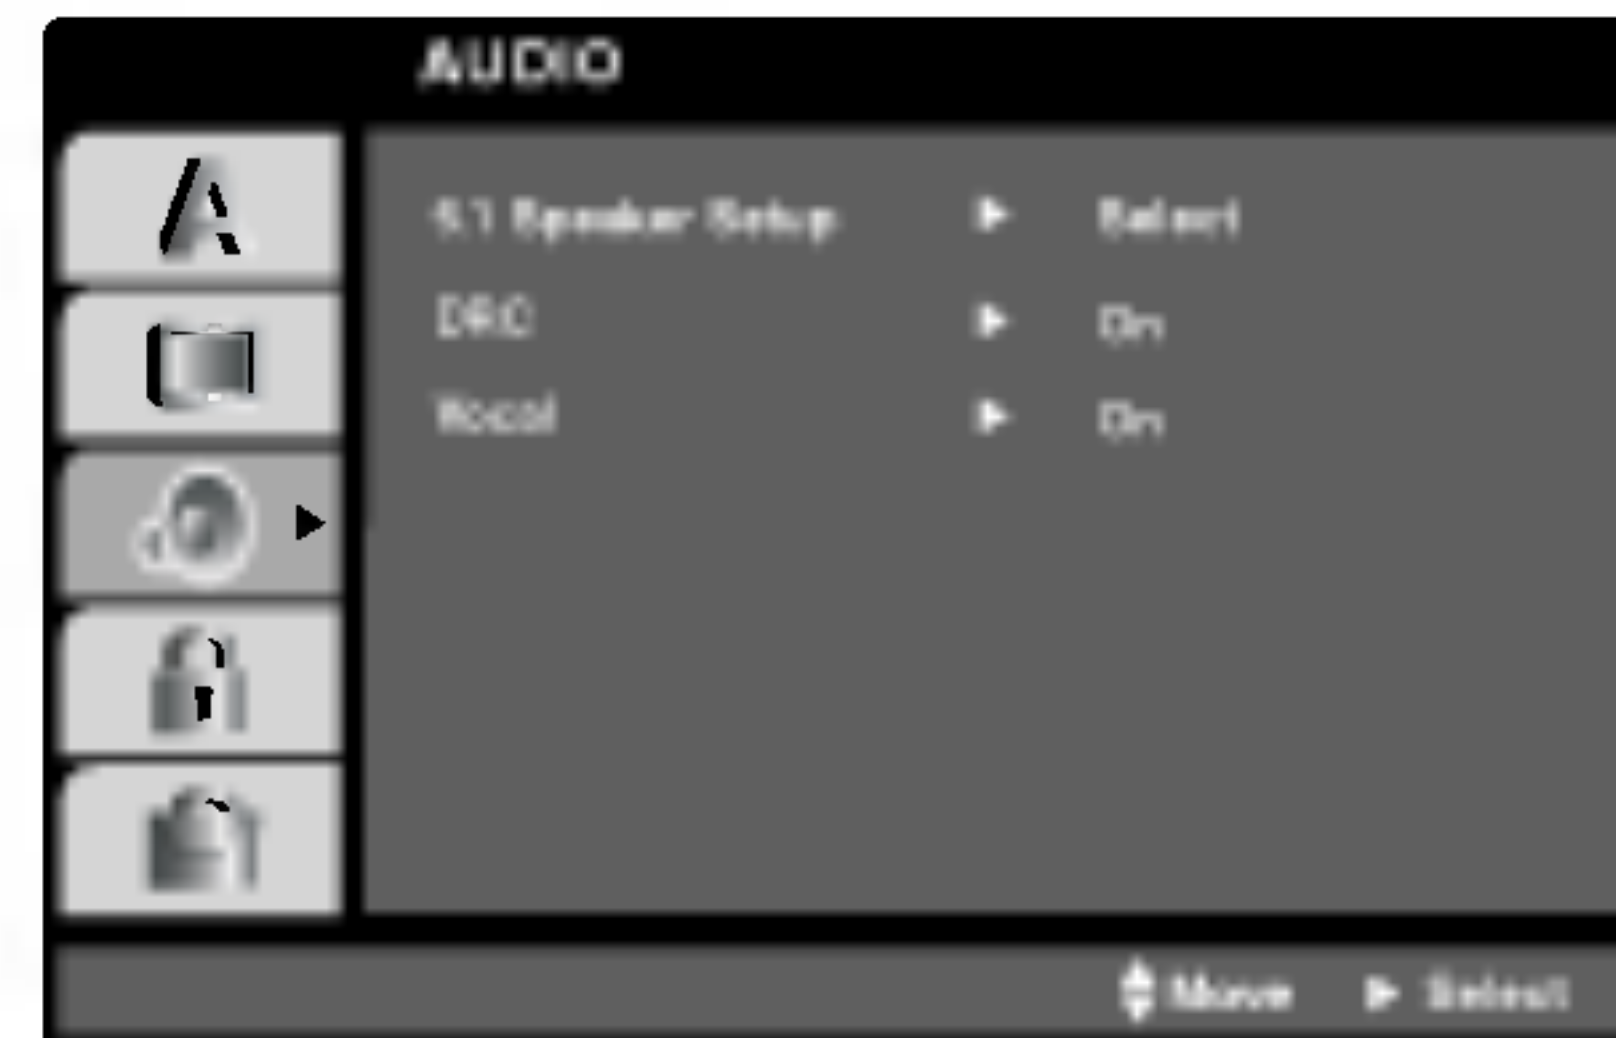 AUDIO
5.1 Speaker Setup ▶ Select
DRC ▶ On
Vocal ▶ On
Move ▶ Select